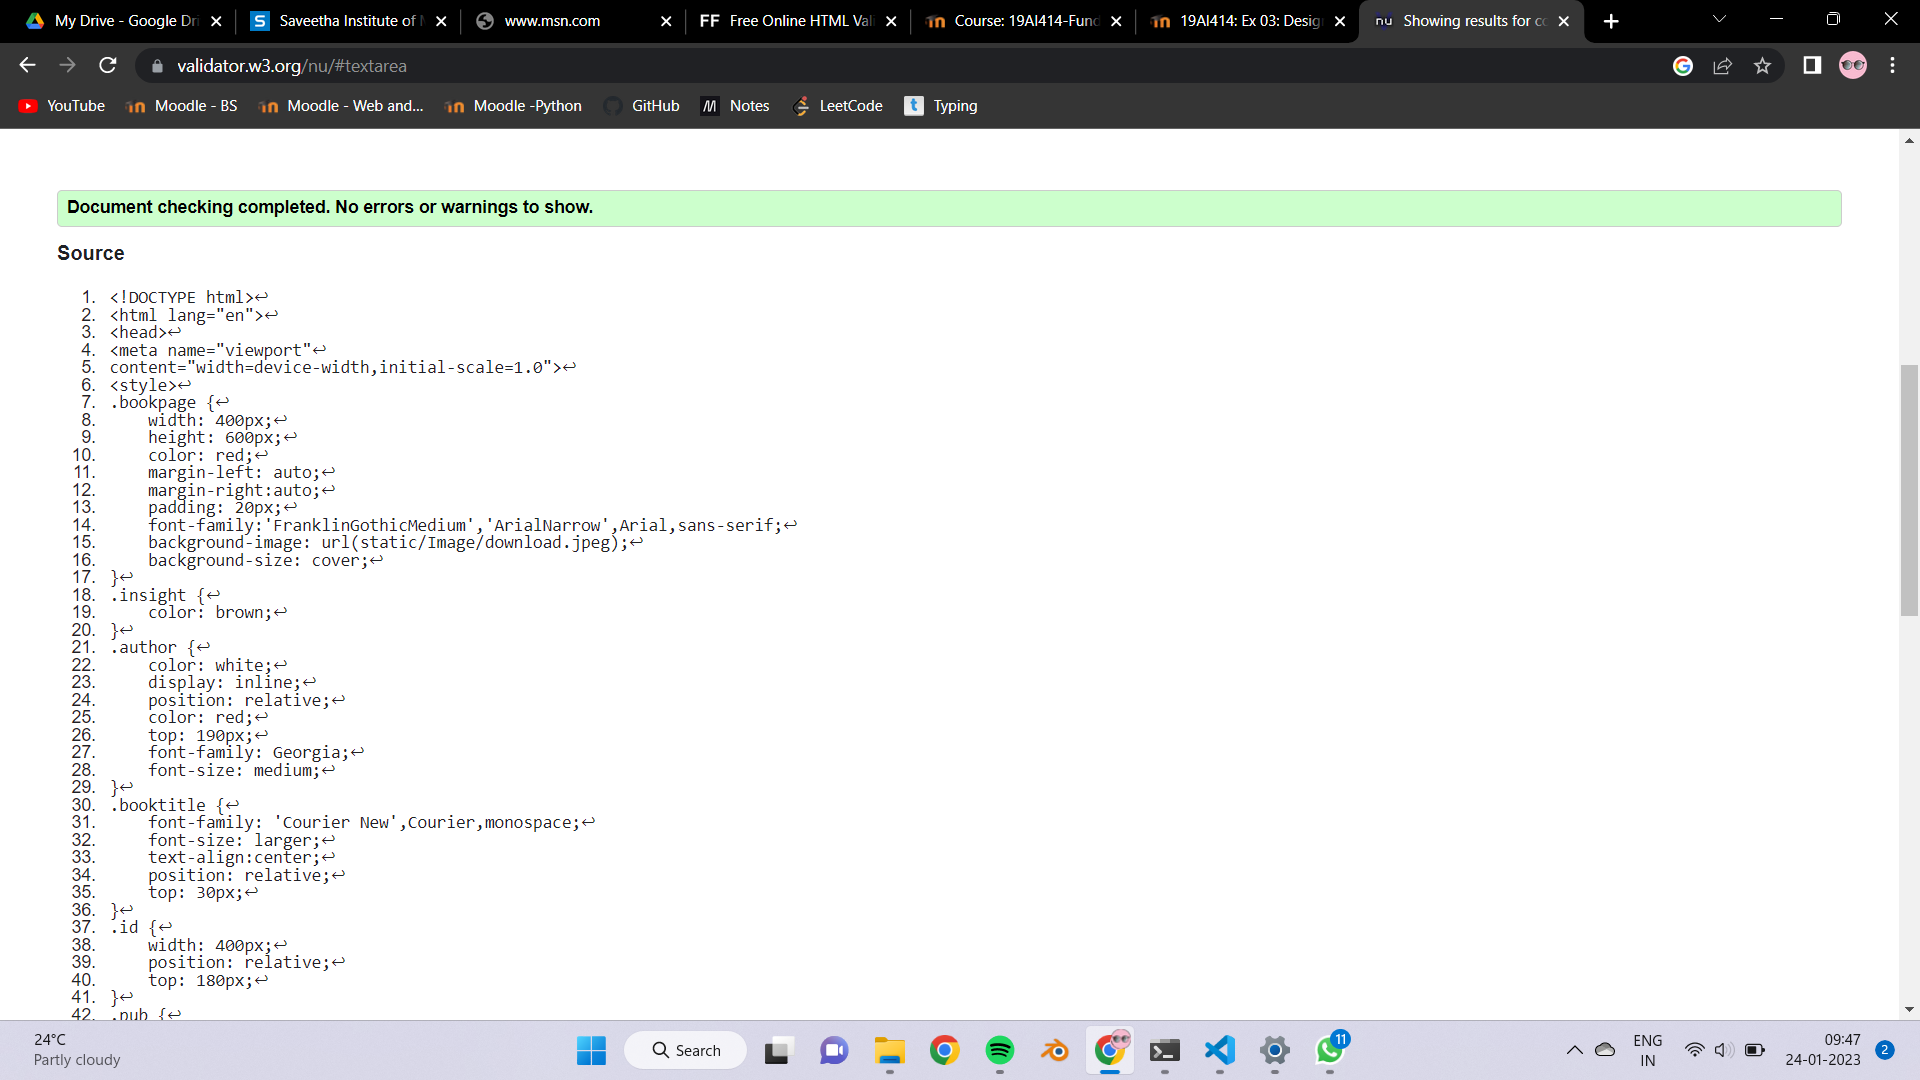 My Drive - Google Dri
Saveetha Institute of M
www.msn.com
FF Free Online HTML Vali
Course: 19AI414-Fund
19AI414: Ex 03: Desig
nu Showing results for co
validator.w3.org/nu/#textarea
YouTube
Moodle - BS
Moodle - Web and...
Moodle -Python
GitHub
Notes
LeetCode
Typing
Document checking completed. No errors or warnings to show.
Source
1. <!DOCTYPE html>↩
2. <html lang="en">↩
3. <head>↩
4. <meta name="viewport"↩
5. content="width=device-width,initial-scale=1.0">↩
6. <style>↩
7. .bookpage {↩
8. width: 400px;↩
9. height: 600px;↩
10. color: red;↩
11. margin-left: auto;↩
12. margin-right:auto;↩
13. padding: 20px;↩
14. font-family:'FranklinGothicMedium','ArialNarrow',Arial,sans-serif;↩
15. background-image: url(static/Image/download.jpeg);↩
16. background-size: cover;↩
17. }↩
18. .insight {↩
19. color: brown;↩
20. }↩
21. .author {↩
22. color: white;↩
23. display: inline;↩
24. position: relative;↩
25. color: red;↩
26. top: 190px;↩
27. font-family: Georgia;↩
28. font-size: medium;↩
29. }↩
30. .booktitle {↩
31. font-family: 'Courier New',Courier,monospace;↩
32. font-size: larger;↩
33. text-align:center;↩
34. position: relative;↩
35. top: 30px;↩
36. }↩
37. .id {↩
38. width: 400px;↩
39. position: relative;↩
40. top: 180px;↩
41. }↩
42. .pub {↩
24°C
Partly cloudy
Search
11
ENG
IN
09:47
24-01-2023
2